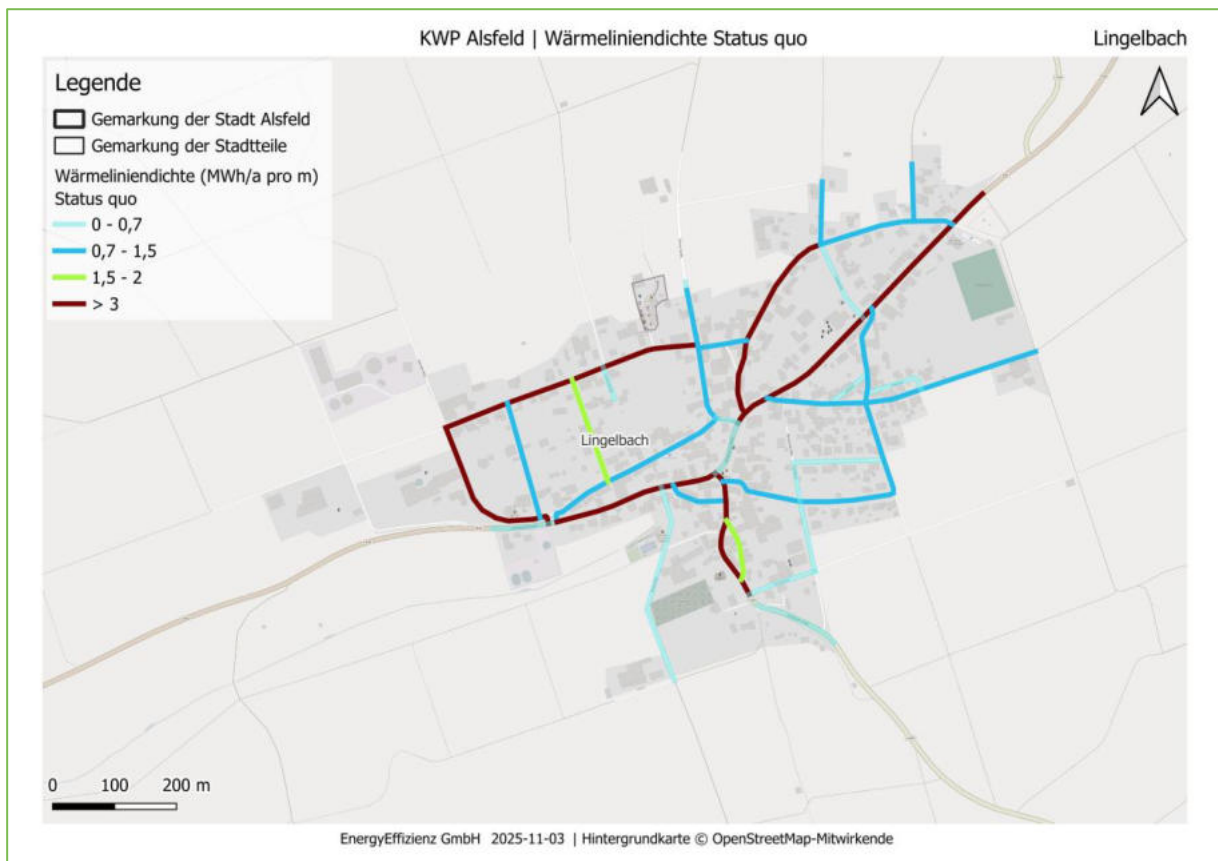 KWP Alsfeld | Wärmeliniendichte Status quo
Lingelbach
Legende
Gemarkung der Stadt Alsfeld
Gemarkung der Stadtteile
Wärmeliniendichte (MWh/a pro m)
Status quo
0 - 0,7
0,7 - 1,5
1,5 - 2
> 3
Lingelbach
0 100 200 m
EnergyEffizienz GmbH 2025-11-03 | Hintergrundkarte © OpenStreetMap-Mitwirkende